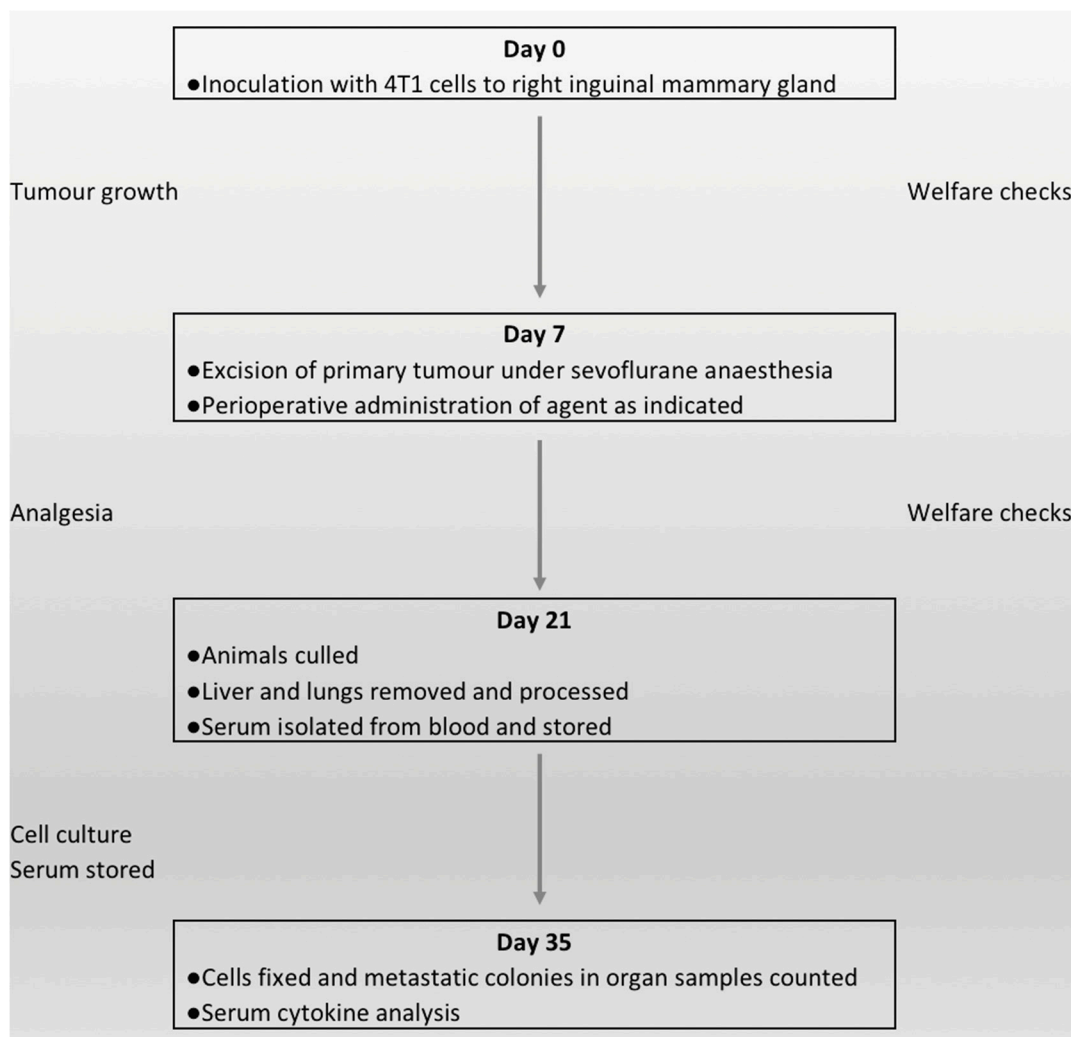 Day 0
●Inoculation with 4T1 cells to right inguinal mammary gland
Tumour growth
Welfare checks
Day 7
●Excision of primary tumour under sevoflurane anaesthesia
●Perioperative administration of agent as indicated
Analgesia
Welfare checks
Day 21
●Animals culled
●Liver and lungs removed and processed
●Serum isolated from blood and stored
Cell culture
Serum stored
Day 35
●Cells fixed and metastatic colonies in organ samples counted
●Serum cytokine analysis